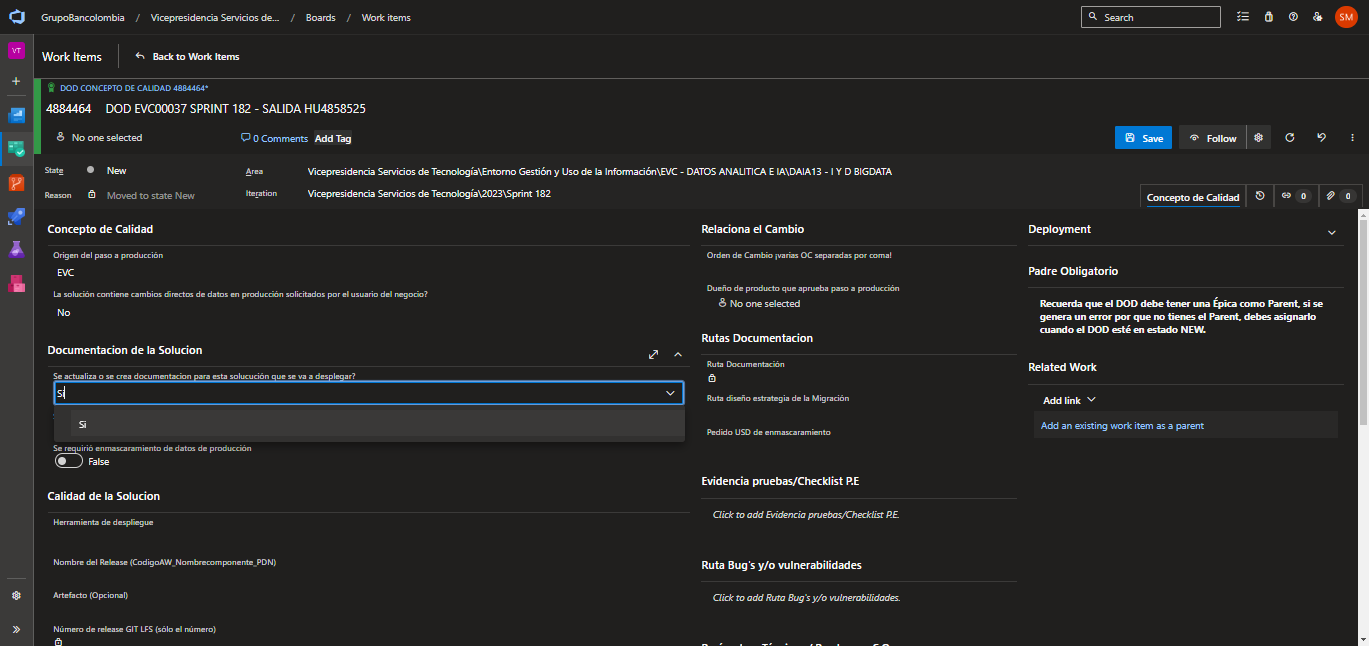 GrupoBancolombia / Vicepresidencia Servicios de... / Boards / Work items
Search
SM
VT
Work Items
Back to Work Items
DOD CONCEPTO DE CALIDAD 4884464*
4884464 DOD EVC00037 SPRINT 182 - SALIDA HU4858525
No one selected
0 Comments
Add Tag
Save
Follow
State
New
Area
Vicepresidencia Servicios de Tecnología\Entorno Gestión y Uso de la Información\EVC - DATOS ANALITICA E IA\DAIA13 - I Y D BIGDATA
Reason
Moved to state New
Iteration
Vicepresidencia Servicios de Tecnología\2023\Sprint 182
Concepto de Calidad
0
0
Concepto de Calidad
Origen del paso a producción
EVC
La solución contiene cambios directos de datos en producción solicitados por el usuario del negocio?
No
Documentacion de la Solucion
Se actualiza o se crea documentacion para esta solucución que se va a desplegar?
Si
Si
Se requirió enmascaramiento de datos de producción
False
Calidad de la Solucion
Herramienta de despliegue
Nombre del Release (CodigoAW_Nombrecomponente_PDN)
Artefacto (Opcional)
Número de release GIT LFS (sólo el número)
Relaciona el Cambio
Orden de Cambio ¡varias OC separadas por coma!
Dueño de producto que aprueba paso a producción
No one selected
Rutas Documentacion
Ruta Documentación
Ruta diseño estrategia de la Migración
Pedido USD de enmascaramiento
Evidencia pruebas/Checklist P.E
Click to add Evidencia pruebas/Checklist P.E.
Ruta Bug's y/o vulnerabilidades
Click to add Ruta Bug's y/o vulnerabilidades.
Deployment
Padre Obligatorio
Recuerda que el DOD debe tener una Épica como Parent, si se
genera un error por que no tienes el Parent, debes asignarlo
cuando el DOD esté en estado NEW.
Related Work
Add link
Add an existing work item as a parent